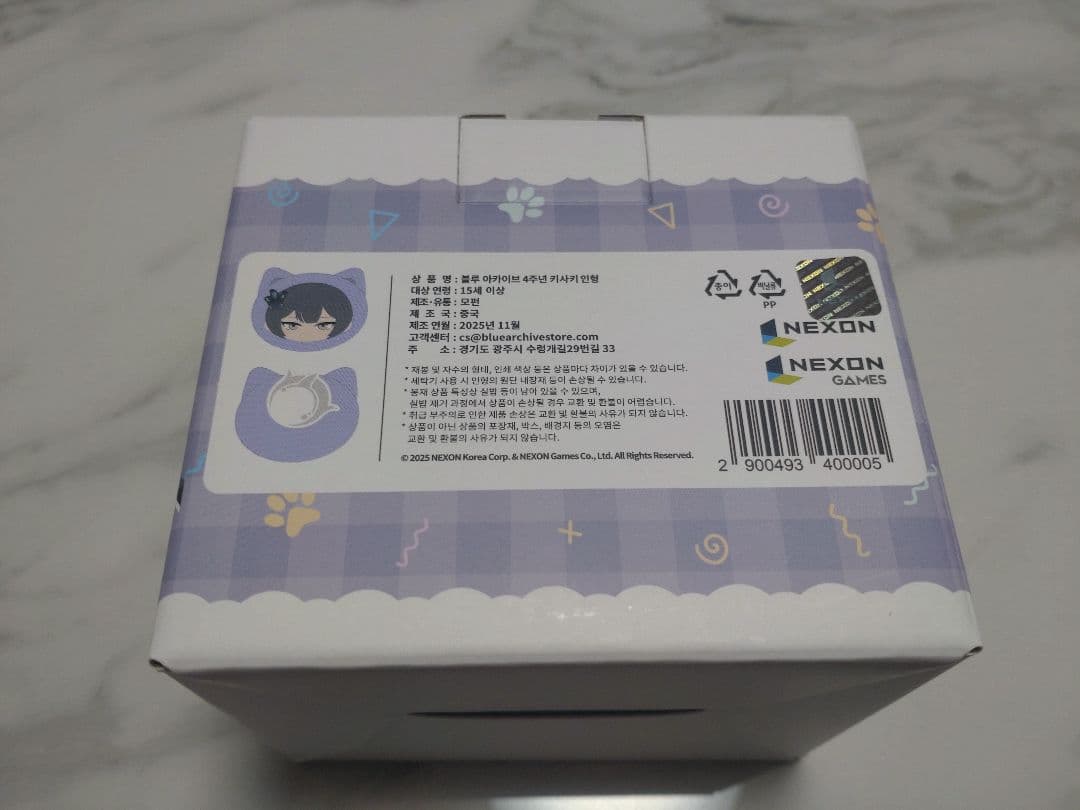 상 품 명 : 블루 아카이브 4주년 키사키 인형
대상 연령 : 15세 이상
제조·유통 : 모펀
제 조 국 : 중국
제조 연월 : 2025년 11월
고객센터 : cs@bluearchivestore.com
주 소 : 경기도 광주시 수렁개길29번길 33
* 재봉 및 자수의 형태, 인쇄 색상 등은 상품마다 차이가 있을 수 있습니다.
* 세탁기 사용 시 인형의 원단 내장재 등이 손상될 수 있습니다.
* 봉제 상품 특성상 실밥 등이 남아 있을 수 있으며,
실밥 제거 과정에서 상품이 손상될 경우 교환 및 환불이 어렵습니다.
* 취급 부주의로 인한 제품 손상은 교환 및 환불의 사유가 되지 않습니다.
* 상품이 아닌 상품의 포장재, 박스, 배경지 등의 오염은
교환 및 환불의 사유가 되지 않습니다.
© 2025 NEXON Korea Corp. & NEXON Games Co., Ltd. All Rights Reserved.
종이
비닐류
PP
NEXON
NEXON
GAMES
2 900493 400005